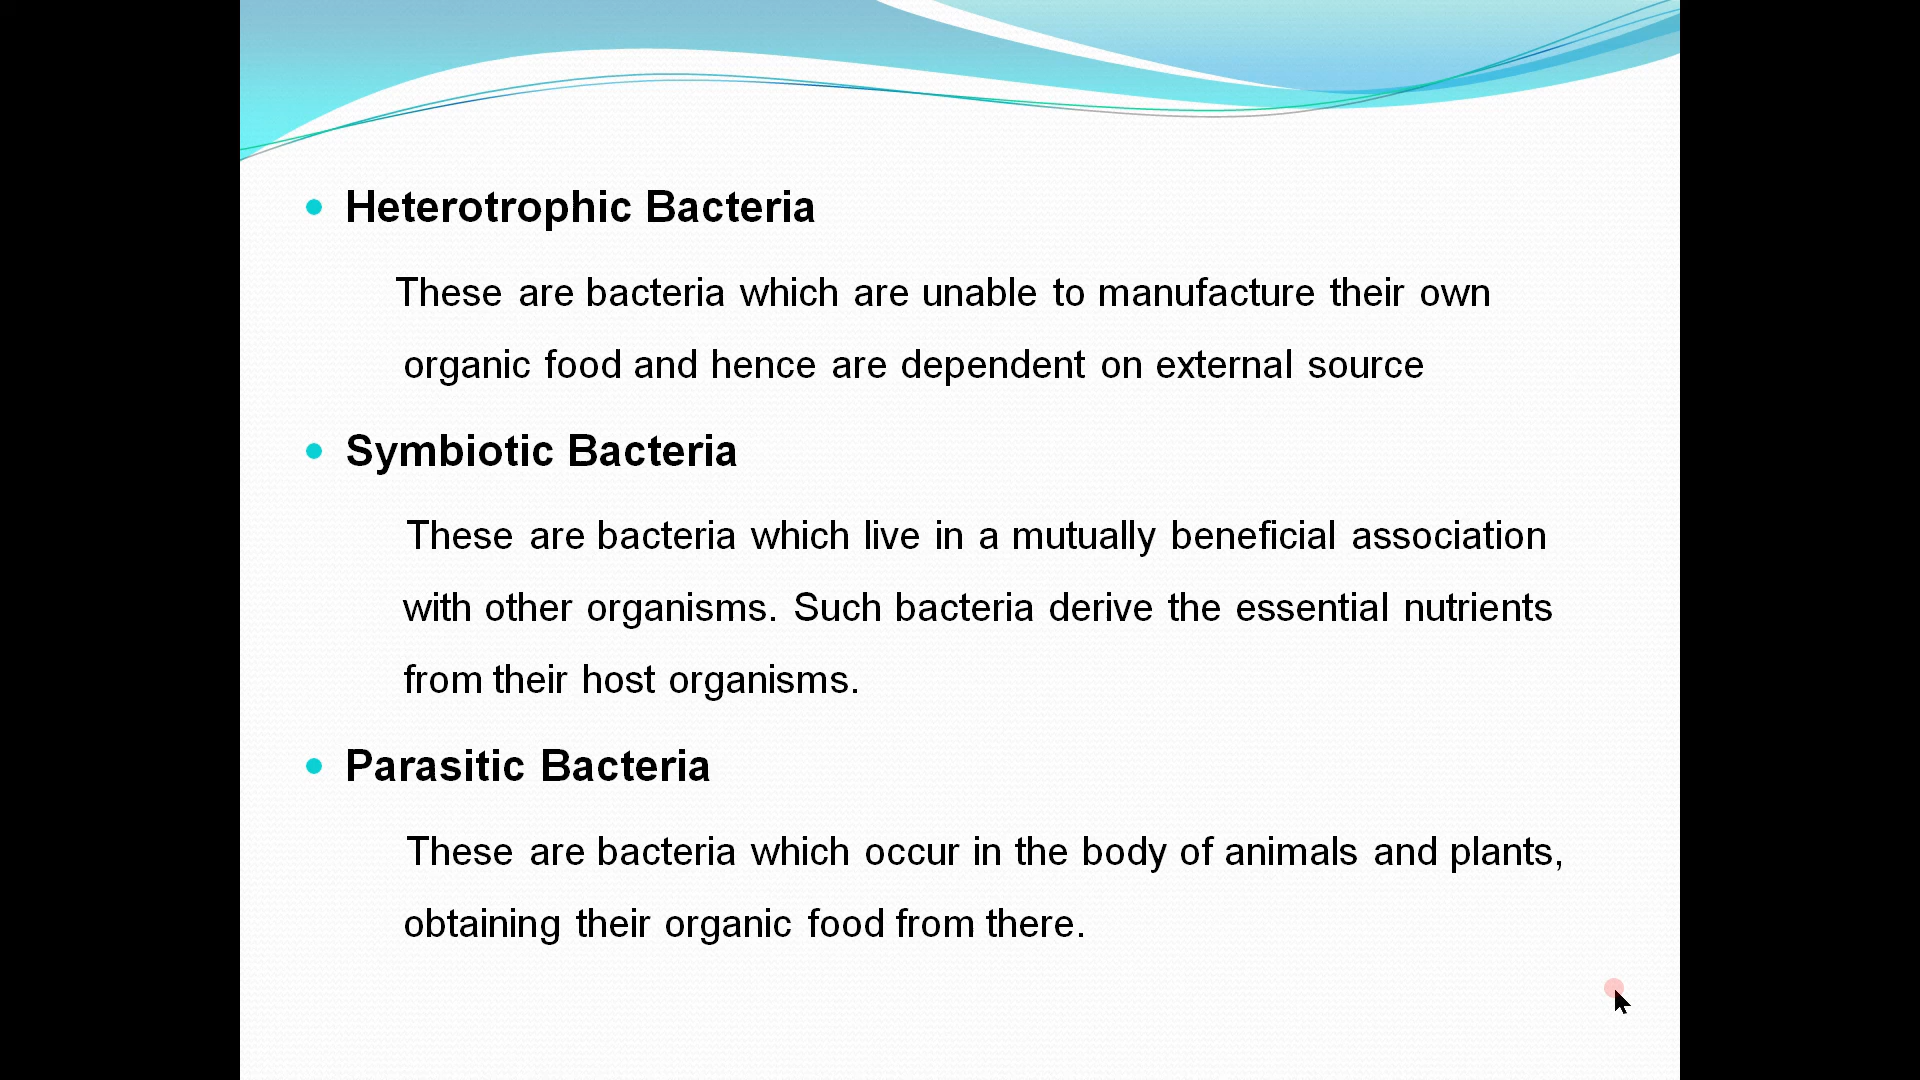 Heterotrophic Bacteria
These are bacteria which are unable to manufacture their own
organic food and hence are dependent on external source
Symbiotic Bacteria
These are bacteria which live in a mutually beneficial association
with other organisms. Such bacteria derive the essential nutrients
from their host organisms.
Parasitic Bacteria
These are bacteria which occur in the body of animals and plants,
obtaining their organic food from there.